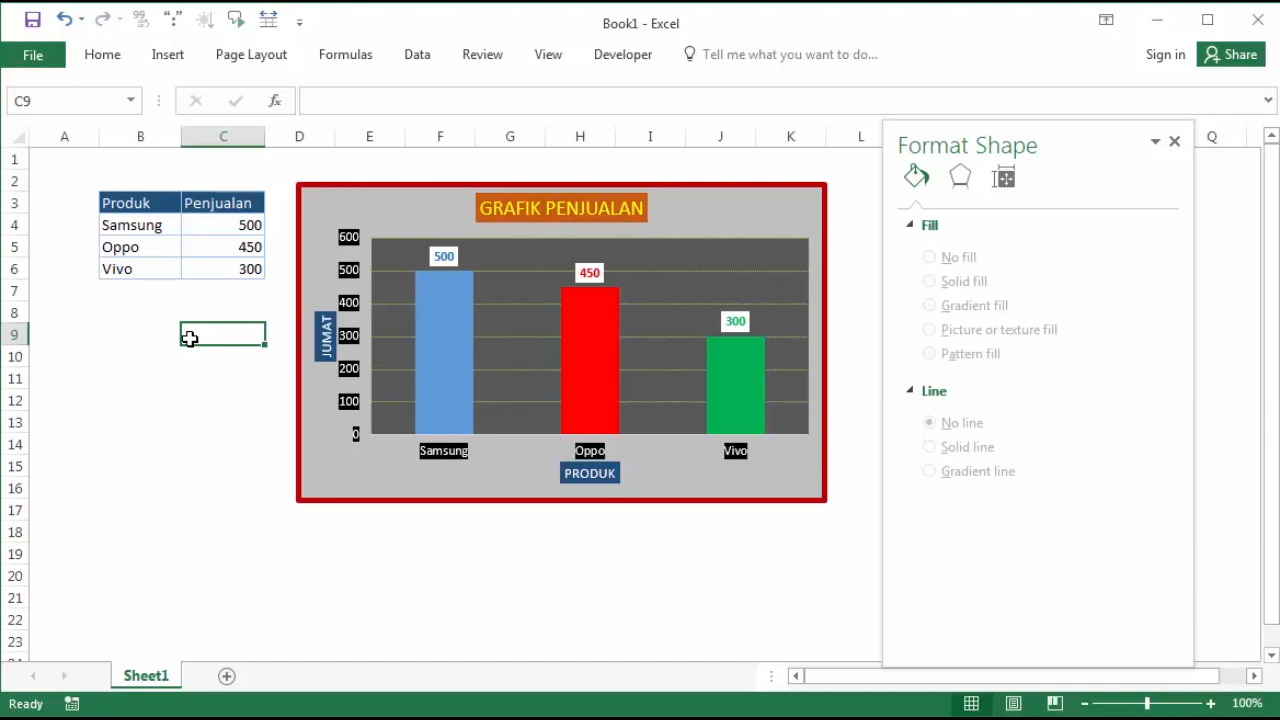 Book1 - Excel
File Home Insert Page Layout Formulas Data Review View Developer Tell me what you want to do... Sign in Share
C9 fx
A B C D E F G H I J K L Q
1
2
3 Produk Penjualan
4 Samsung 500
5 Oppo 450
6 Vivo 300
7
8
9
10
11
12
13
14
15
16
17
18
19
20
21
22
23
GRAFIK PENJUALAN
600
500
400
300
200
100
0
JUMAT
500
450
300
Samsung Oppo Vivo
PRODUK
Format Shape
Fill
No fill
Solid fill
Gradient fill
Picture or texture fill
Pattern fill
Line
No line
Solid line
Gradient line
Sheet1
Ready 100%